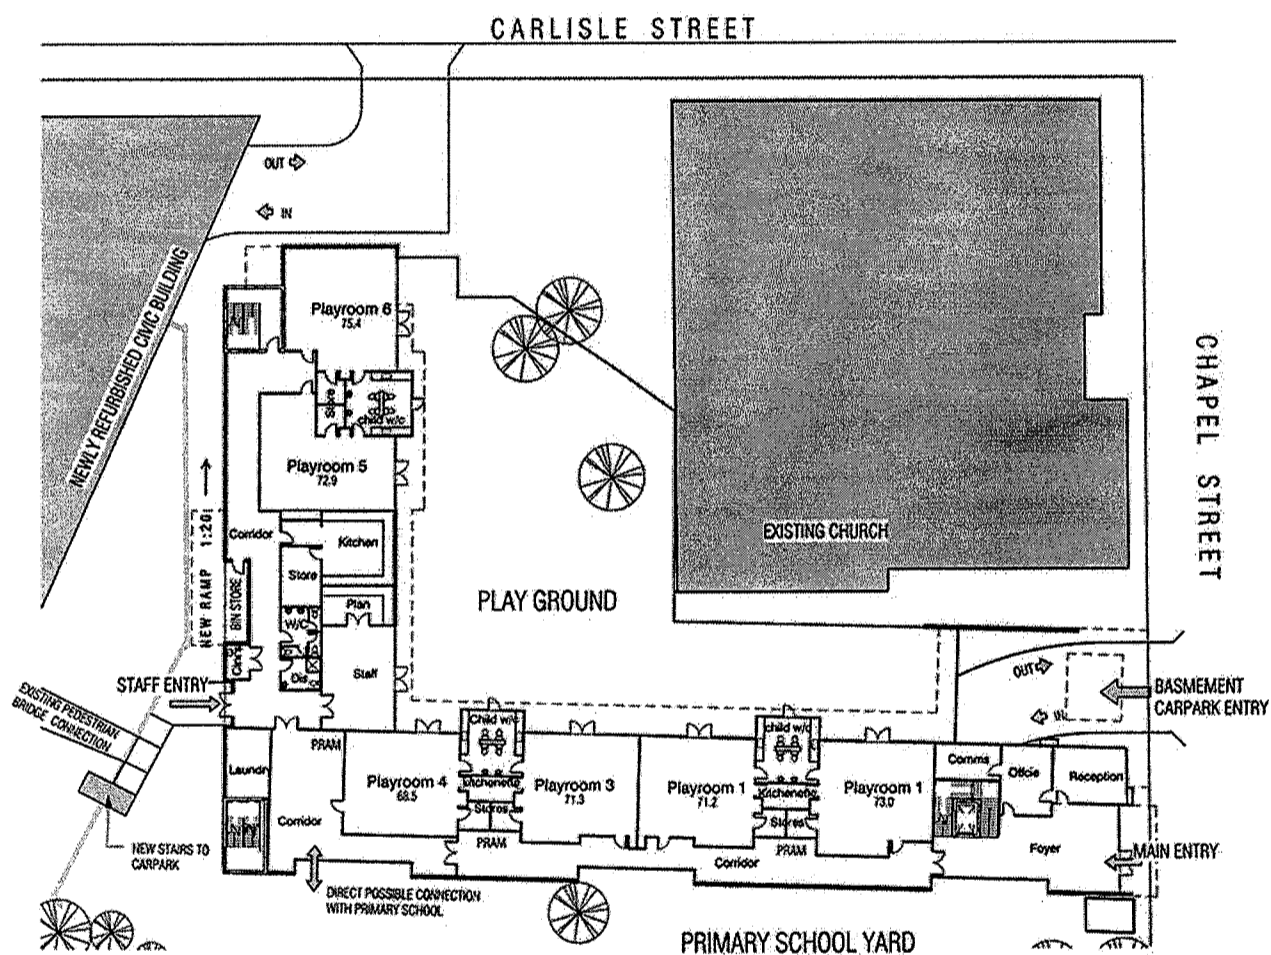 CARLISLE STREET
OUT
IN
NEWLY REFURBISHED CIVIC BUILDING
Playroom 6
75.4
Store
child w/c
Playroom 5
72.9
CHAPEL STREET
EXISTING CHURCH
NEW RAMP 1:20
Corridor
Kitchen
Store
BIN STORE
Plan
W/C
PLAY GROUND
Staff
Dis
STAFF ENTRY
EXISTING PEDESTRIAN
BRIDGE CONNECTION
OUT
IN
BASMEMENT
CARPARK ENTRY
PRAM
Child w/c
child w/c
Laundr
Playroom 4
68.5
Kitchenette
Playroom 3
71.3
Playroom 1
71.2
Kitchenette
Playroom 1
73.0
Comms
Office
Reception
Stores
Stores
Corridor
PRAM
Corridor
PRAM
Foyer
MAIN ENTRY
NEW STAIRS TO
CARPARK
DIRECT POSSIBLE CONNECTION
WITH PRIMARY SCHOOL
PRIMARY SCHOOL YARD